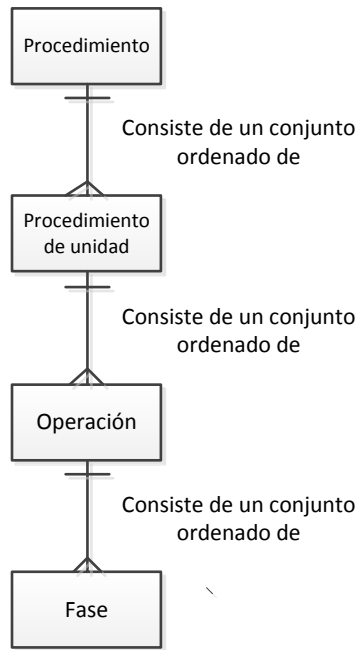 Procedimiento
Consiste de un conjunto
ordenado de
Procedimiento
de unidad
Consiste de un conjunto
ordenado de
Operación
Consiste de un conjunto
ordenado de
Fase